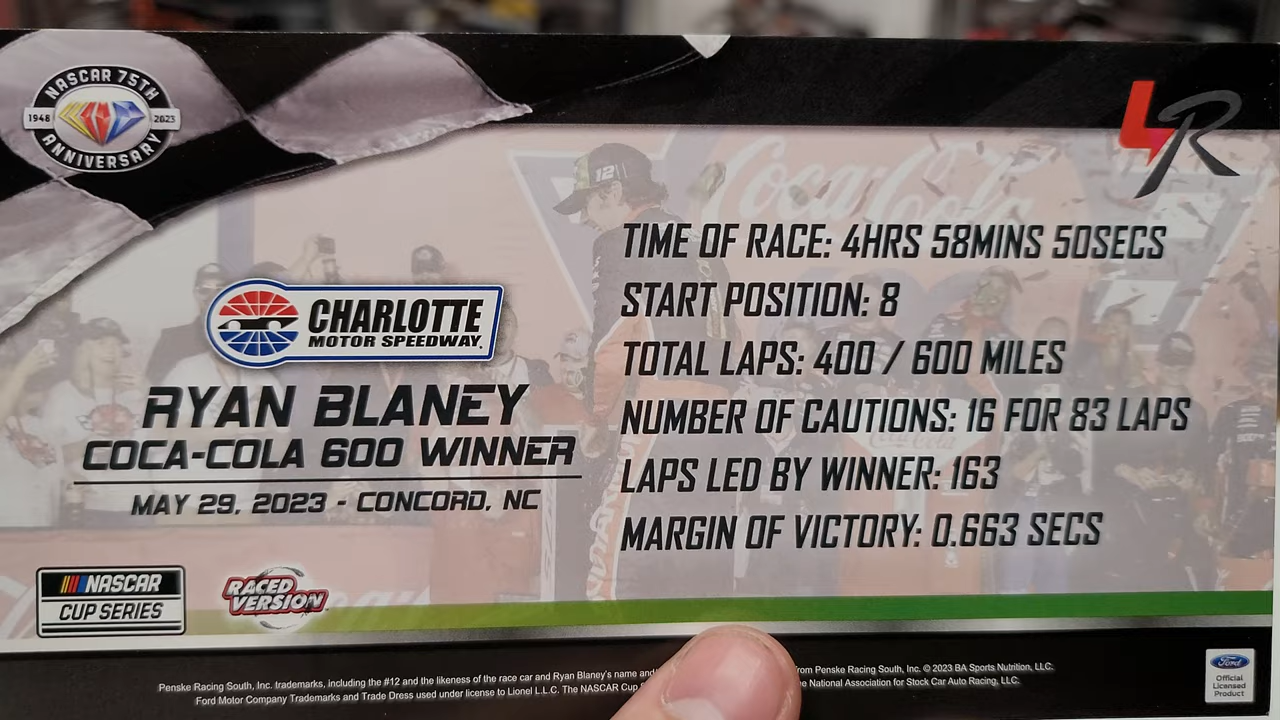 NASCAR 75TH
1948 2023
ANNIVERSARY
LR
12
Coca-Cola
TIME OF RACE: 4HRS 58MINS 50SECS
START POSITION: 8
TOTAL LAPS: 400 / 600 MILES
NUMBER OF CAUTIONS: 16 FOR 83 LAPS
LAPS LED BY WINNER: 163
MARGIN OF VICTORY: 0.663 SECS
CHARLOTTE
MOTOR SPEEDWAY
RYAN BLANEY
COCA-COLA 600 WINNER
MAY 29, 2023 - CONCORD, NC
NASCAR
CUP SERIES
RACED
VERSION
Penske Racing South, Inc. trademarks, including the #12 and the likeness of the race car and Ryan Blaney's name and from Penske Racing South, Inc. © 2023 BA Sports Nutrition, LLC.
Ford Motor Company Trademarks and Trade Dress used under license to Lionel L.L.C. The NASCAR Cup National Association for Stock Car Auto Racing, LLC.
Ford
Official
Licensed
Product